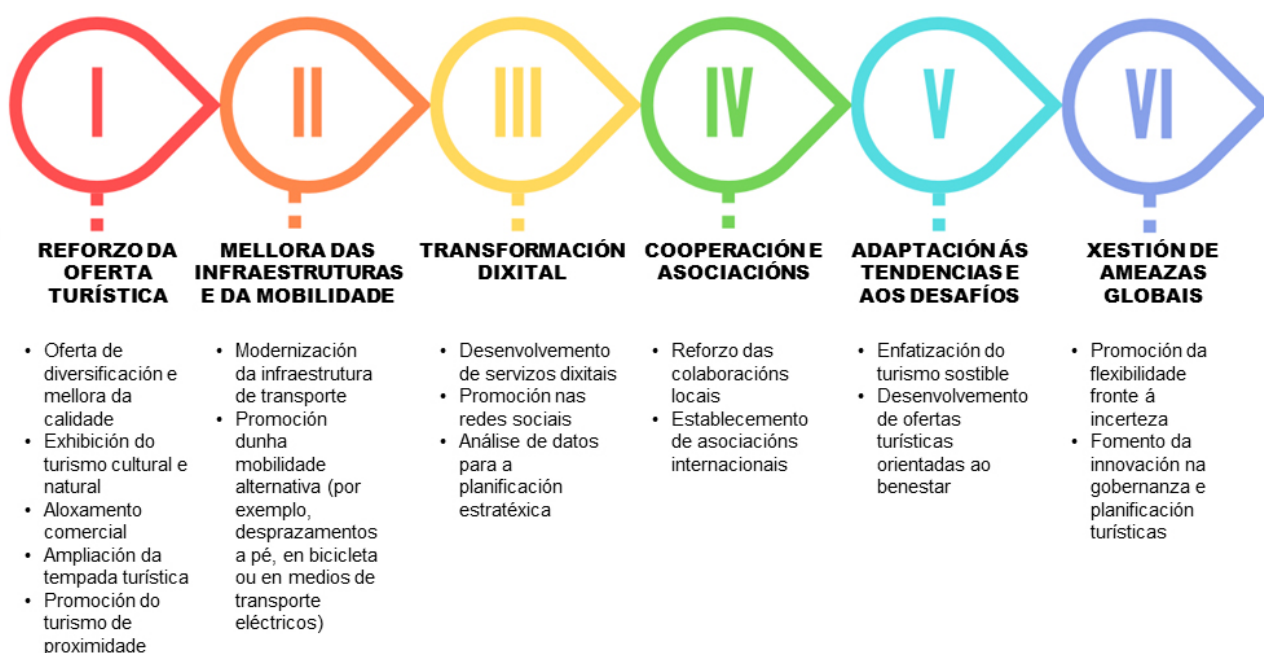 I
II
III
IV
V
VI
REFORZO DA
OFERTA
TURÍSTICA
• Oferta de
diversificación e
mellora da
calidade
• Exhibición do
turismo cultural e
natural
• Aloxamento
comercial
• Ampliación da
tempada turística
• Promoción do
turismo de
proximidade
MELLORA DAS
INFRAESTRUTURAS
E DA MOBILIDADE
• Modernización
da infraestrutura
de transporte
• Promoción
dunha
mobilidade
alternativa (por
exemplo,
desprazamentos
a pé, en bicicleta
ou en medios de
transporte
eléctricos)
TRANSFORMACIÓN
DIXITAL
• Desenvolvemento
de servizos dixitais
• Promoción nas
redes sociais
• Análise de datos
para a
planificación
estratéxica
COOPERACIÓN E
ASOCIACIÓNS
• Reforzo das
colaboracións
locais
• Establecemento
de asociacións
internacionais
ADAPTACIÓN ÁS
TENDENCIAS E
AOS DESAFÍOS
• Enfatización do
turismo sostible
• Desenvolvemento
de ofertas
turísticas
orientadas ao
benestar
XESTIÓN DE
AMEAZAS
GLOBAIS
• Promoción da
flexibilidade
fronte á
incerteza
• Fomento da
innovación na
gobernanza e
planificación
turísticas